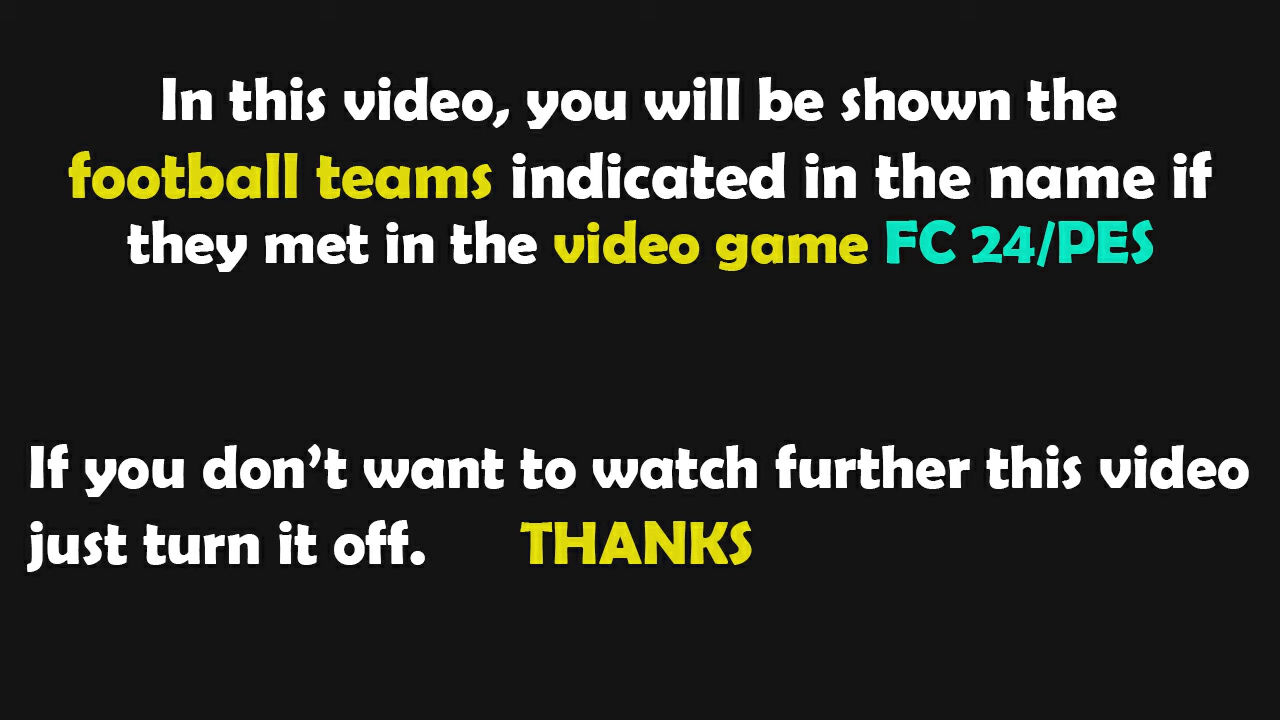 In this video, you will be shown the
football teams indicated in the name if
they met in the video game FC 24/PES
If you don’t want to watch further this video
just turn it off. THANKS